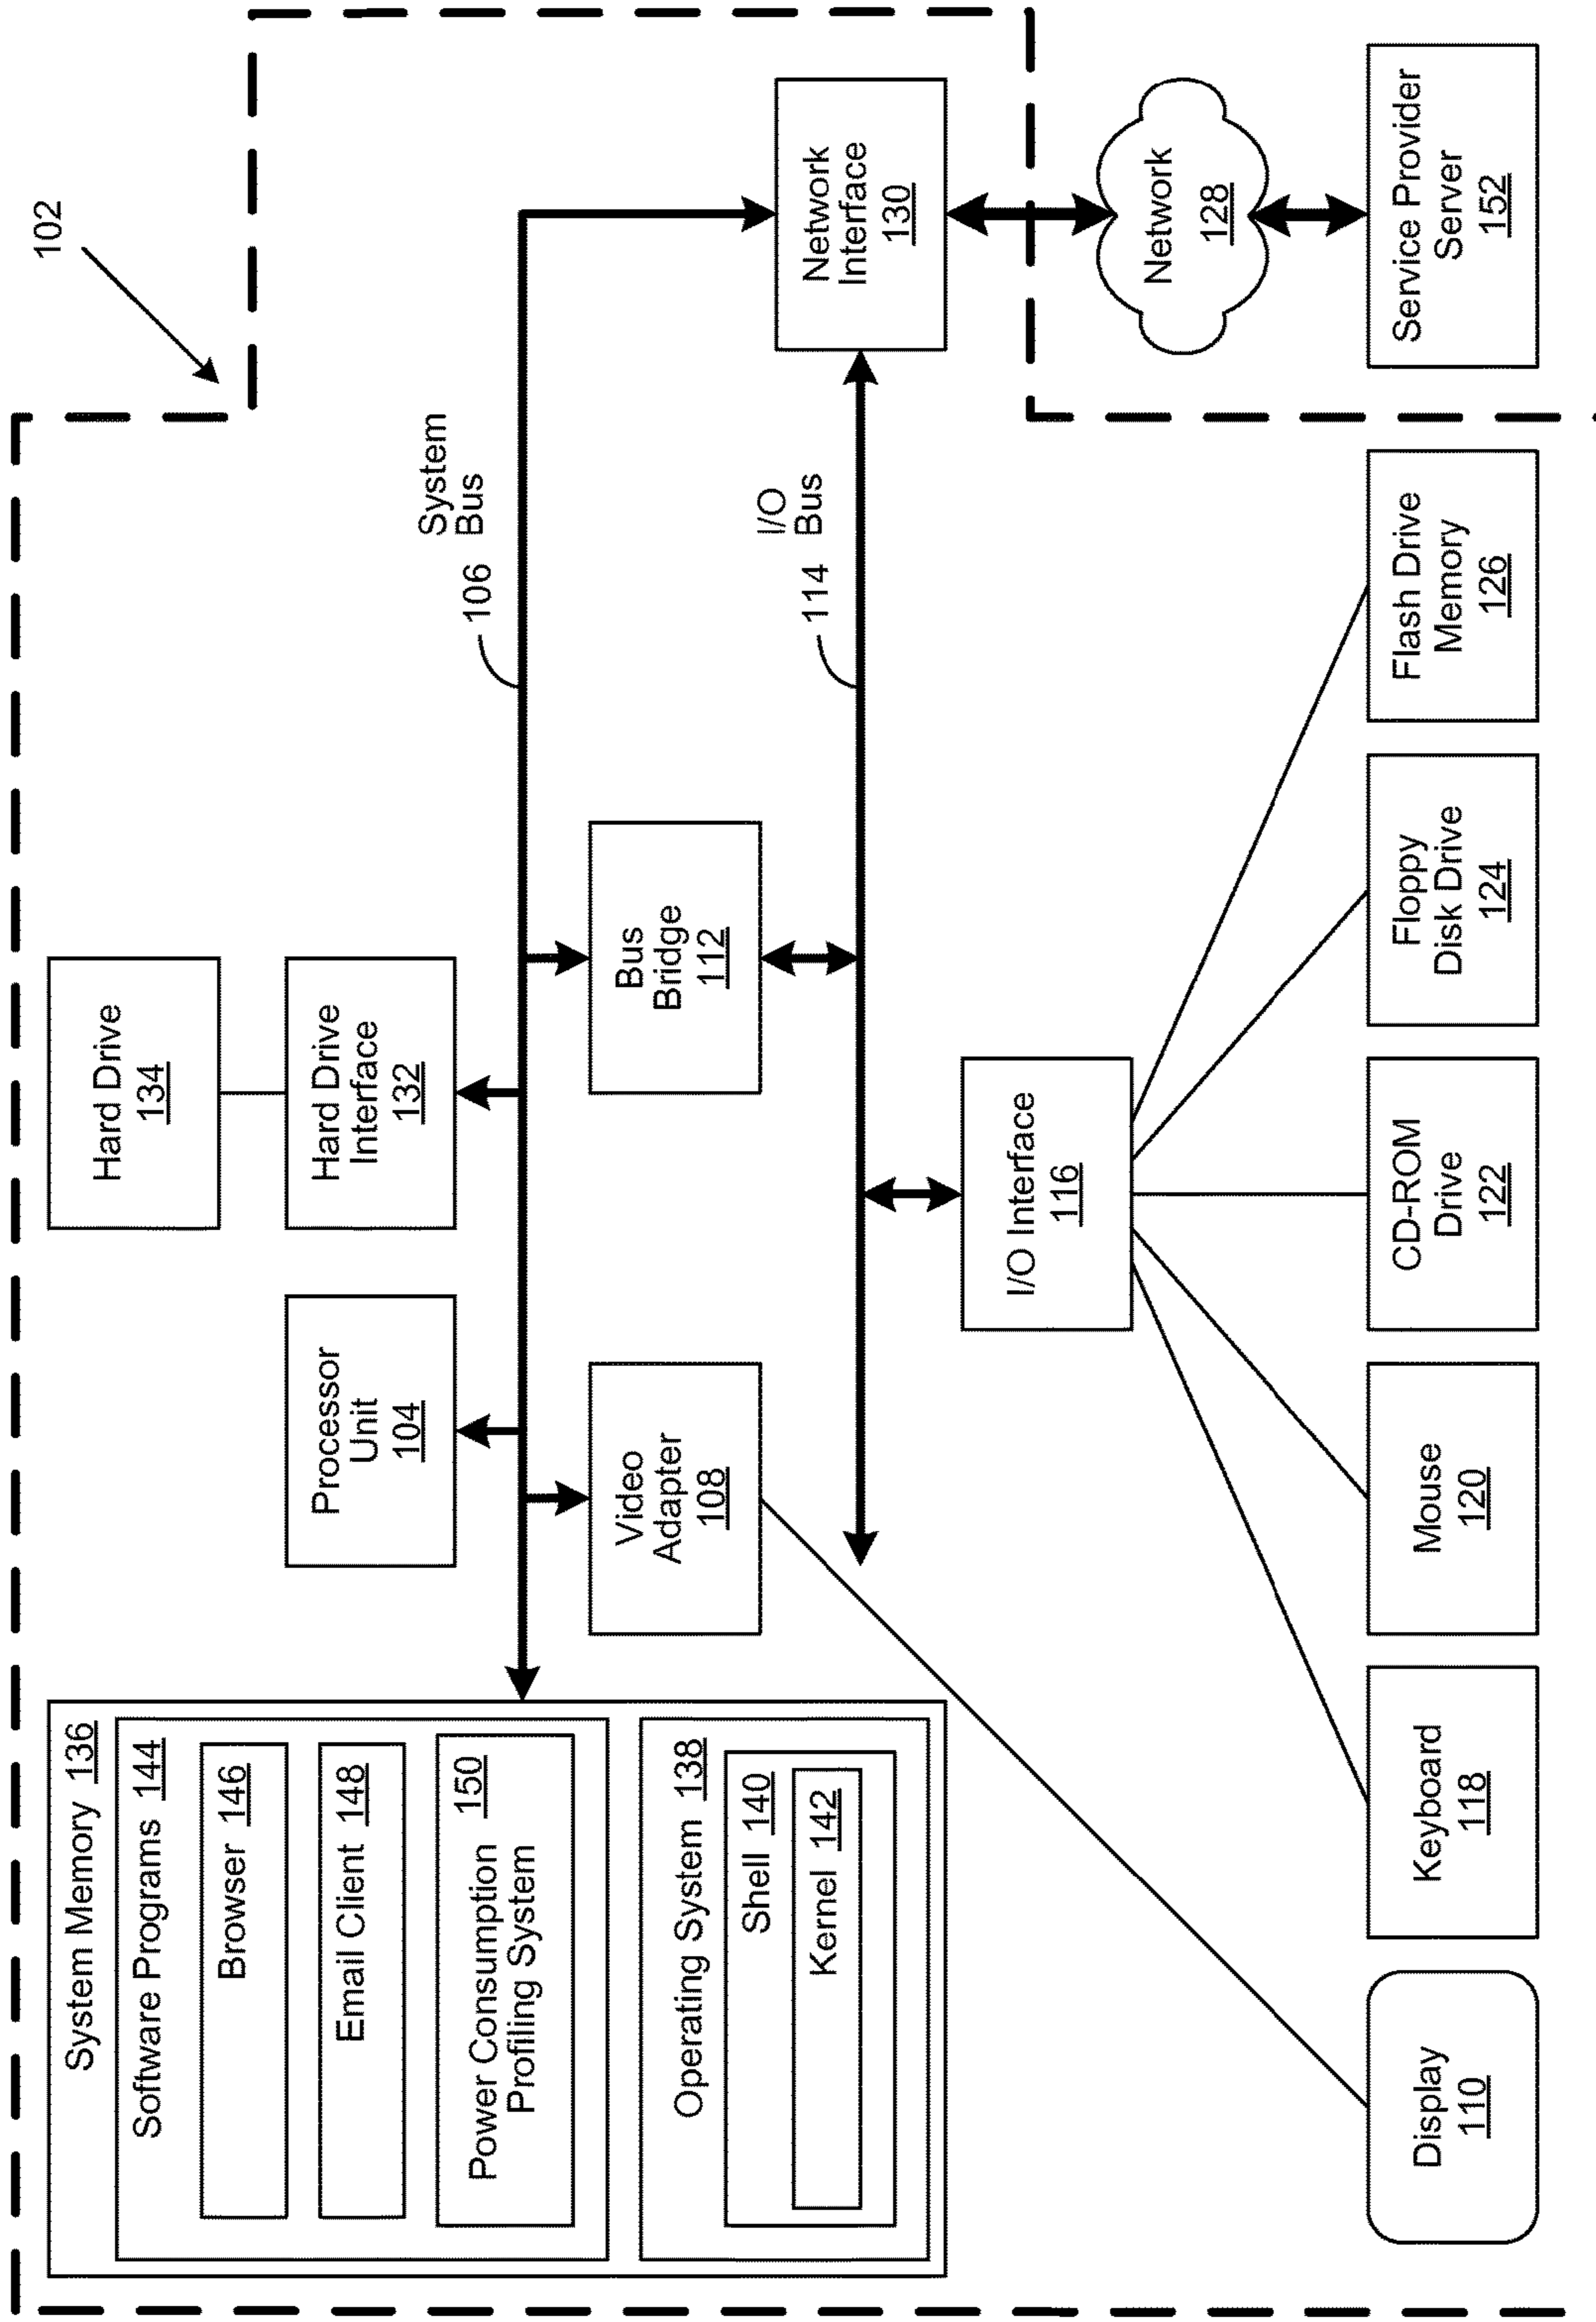 102
System Memory 136
Software Programs 144
Browser 146
Email Client 148
150
Power Consumption
Profiling System
Operating System 138
Shell 140
Kernel 142
Processor
Unit
104
Hard Drive
134
Hard Drive
Interface
132
System
Bus
106
Video
Adapter
108
Bus
Bridge
112
I/O
Bus
114
Network
Interface
130
I/O Interface
116
Network
128
Display
110
Keyboard
118
Mouse
120
CD-ROM
Drive
122
Floppy
Disk Drive
124
Flash Drive
Memory
126
Service Provider
Server
152